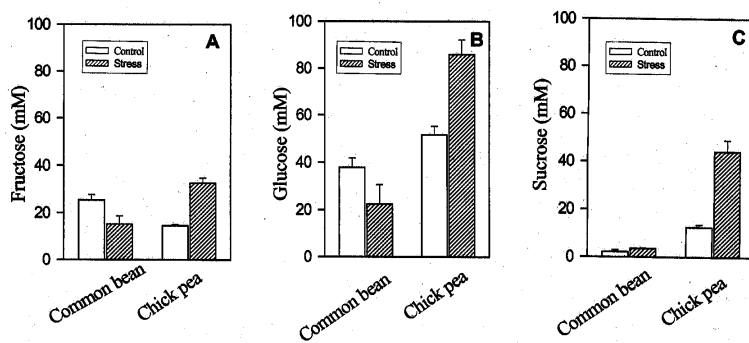 A
Control
Stress
Fructose (mM)
100
80
60
40
20
0
Common bean
Chick pea
B
Control
Stress
Glucose (mM)
100
80
60
40
20
0
Common bean
Chick pea
C
Control
Stress
Sucrose (mM)
100
80
60
40
20
0
Common bean
Chick pea